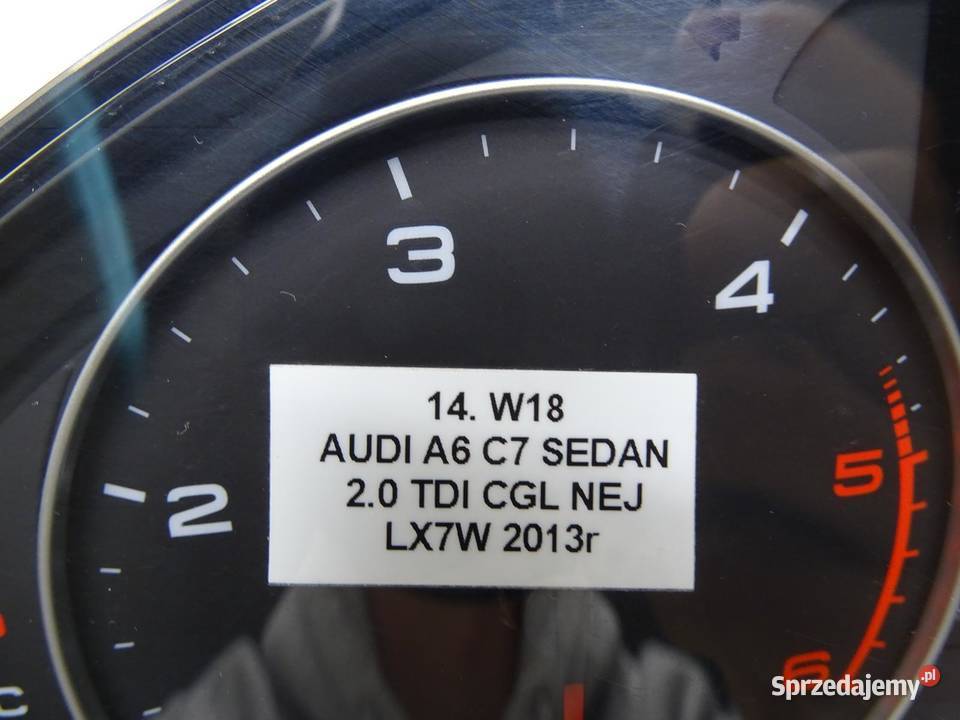 3
4
14. W18
AUDI A6 C7 SEDAN
2.0 TDI CGL NEJ
LX7W 2013r
2
5
6
C
Sprzedajemy.pl